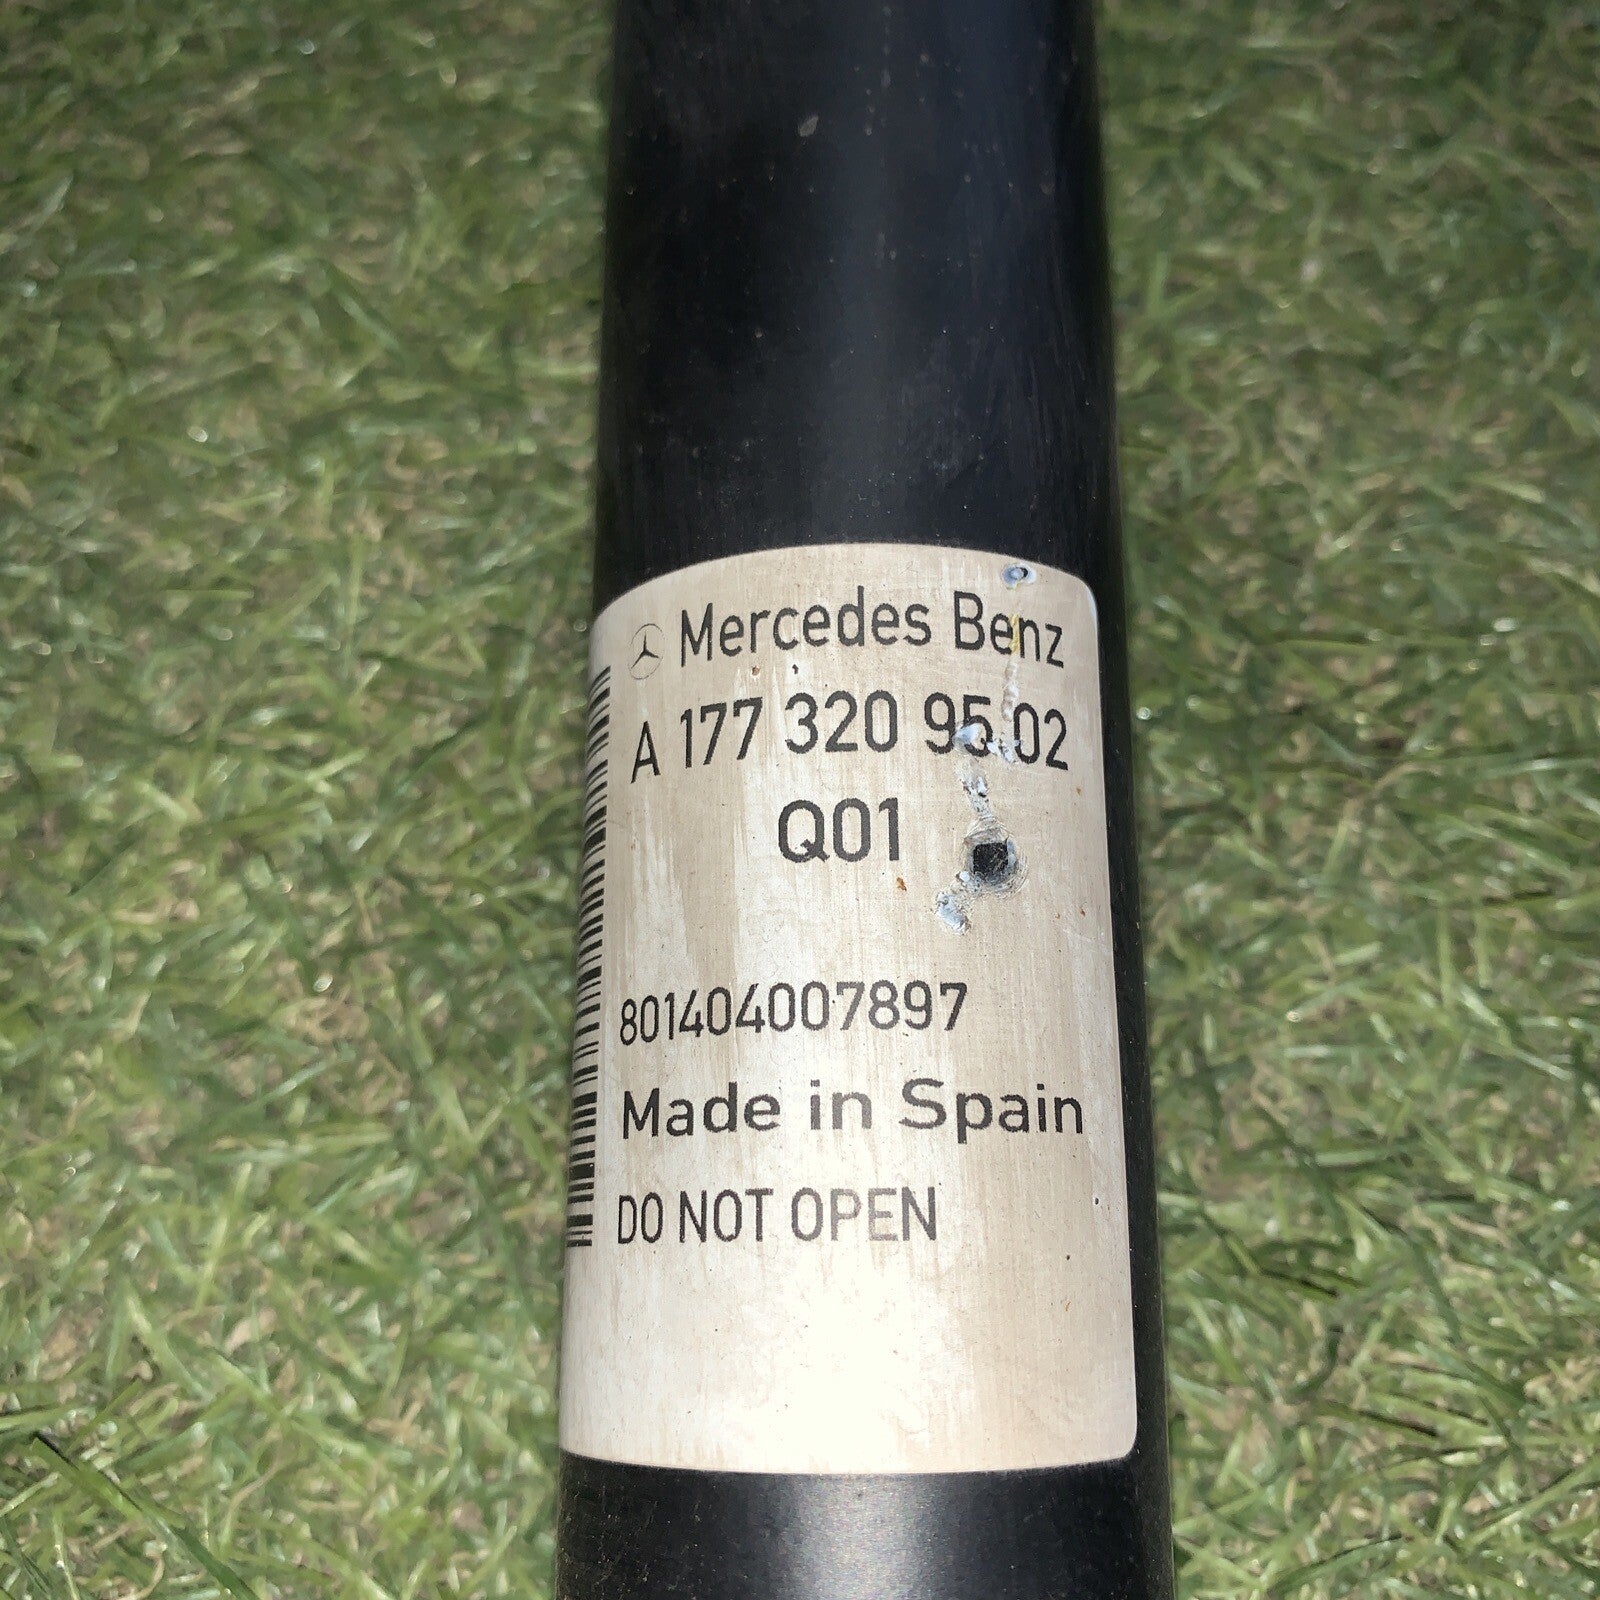 Mercedes Benz
A 177 320 95 02
Q01
801404007897
Made in Spain
DO NOT OPEN